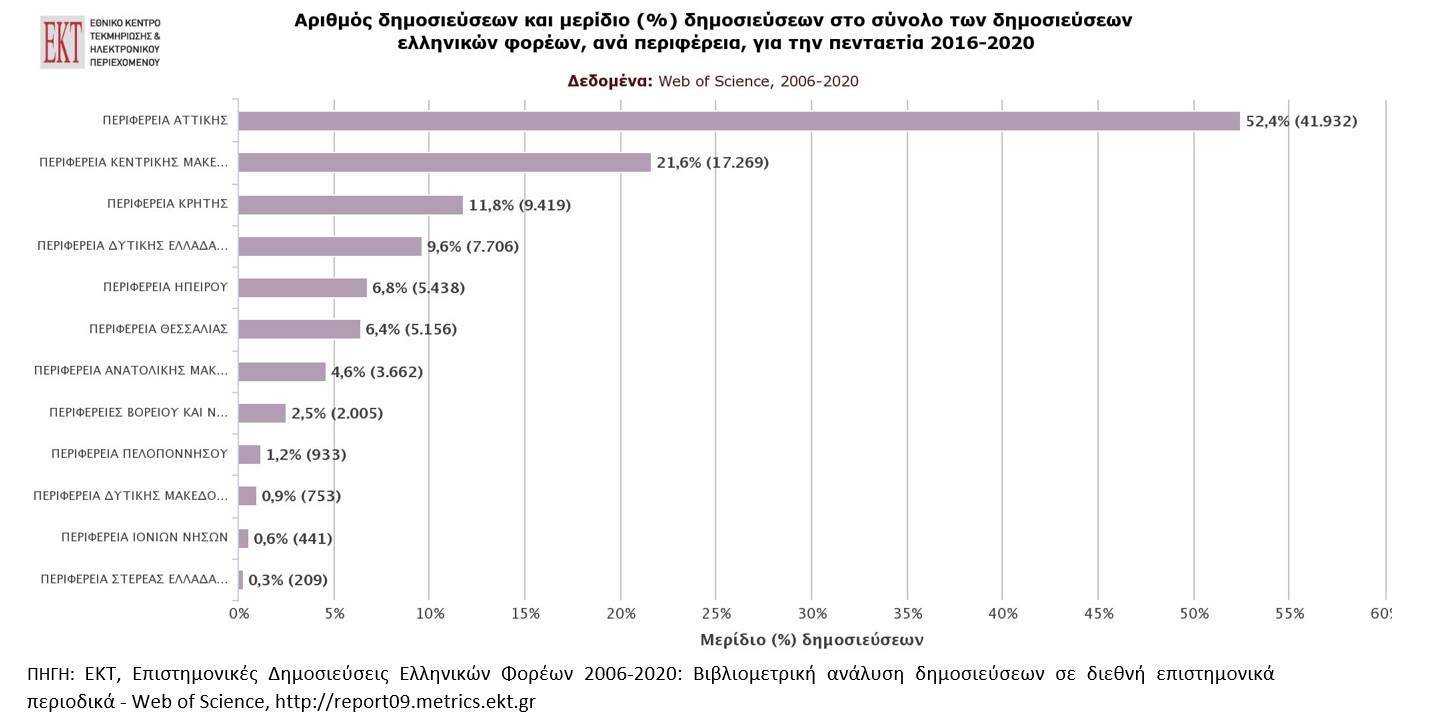 ΕΚΤ
ΕΘΝΙΚΟ ΚΕΝΤΡΟ
ΤΕΚΜΗΡΙΩΣΗΣ &
ΗΛΕΚΤΡΟΝΙΚΟΥ
ΠΕΡΙΕΧΟΜΕΝΟΥ
Αριθμός δημοσιεύσεων και μερίδιο (%) δημοσιεύσεων στο σύνολο των δημοσιεύσεων
ελληνικών φορέων, ανά περιφέρεια, για την πενταετία 2016-2020
Δεδομένα: Web of Science, 2006-2020
ΠΕΡΙΦΕΡΕΙΑ ΑΤΤΙΚΗΣ 52,4% (41.932)
ΠΕΡΙΦΕΡΕΙΑ ΚΕΝΤΡΙΚΗΣ ΜΑΚΕ... 21,6% (17.269)
ΠΕΡΙΦΕΡΕΙΑ ΚΡΗΤΗΣ 11,8% (9.419)
ΠΕΡΙΦΕΡΕΙΑ ΔΥΤΙΚΗΣ ΕΛΛΑΔΑ... 9,6% (7.706)
ΠΕΡΙΦΕΡΕΙΑ ΗΠΕΙΡΟΥ 6,8% (5.438)
ΠΕΡΙΦΕΡΕΙΑ ΘΕΣΣΑΛΙΑΣ 6,4% (5.156)
ΠΕΡΙΦΕΡΕΙΑ ΑΝΑΤΟΛΙΚΗΣ ΜΑΚ... 4,6% (3.662)
ΠΕΡΙΦΕΡΕΙΕΣ ΒΟΡΕΙΟΥ ΚΑΙ Ν... 2,5% (2.005)
ΠΕΡΙΦΕΡΕΙΑ ΠΕΛΟΠΟΝΝΗΣΟΥ 1,2% (933)
ΠΕΡΙΦΕΡΕΙΑ ΔΥΤΙΚΗΣ ΜΑΚΕΔΟ... 0,9% (753)
ΠΕΡΙΦΕΡΕΙΑ ΙΟΝΙΩΝ ΝΗΣΩΝ 0,6% (441)
ΠΕΡΙΦΕΡΕΙΑ ΣΤΕΡΕΑΣ ΕΛΛΑΔΑ... 0,3% (209)
0% 5% 10% 15% 20% 25% 30% 35% 40% 45% 50% 55% 60
Μερίδιο (%) δημοσιεύσεων
ΠΗΓΗ: ΕΚΤ, Επιστημονικές Δημοσιεύσεις Ελληνικών Φορέων 2006-2020: Βιβλιομετρική ανάλυση δημοσιεύσεων σε διεθνή επιστημονικά
περιοδικά - Web of Science, http://report09.metrics.ekt.gr